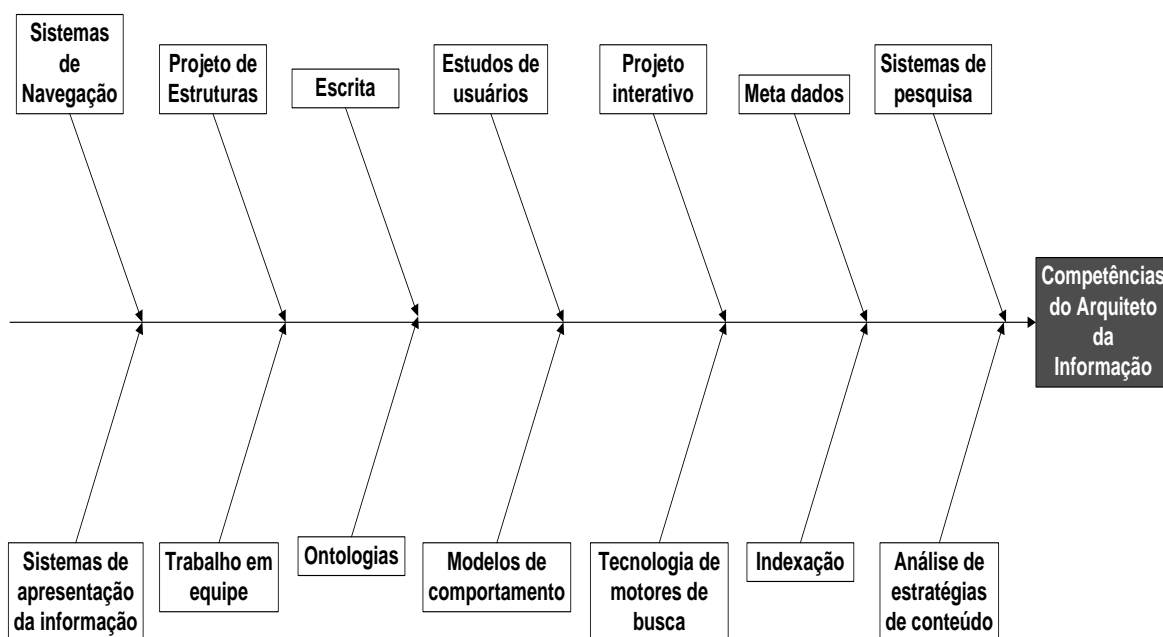 Sistemas
de
Navegação
Projeto de
Estruturas
Escrita
Estudos de
usuários
Projeto
interativo
Meta dados
Sistemas de
pesquisa
Competências
do Arquiteto
da
Informação
Sistemas de
apresentação
da informação
Trabalho em
equipe
Ontologias
Modelos de
comportamento
Tecnologia de
motores de
busca
Indexação
Análise de
estratégias
de conteúdo